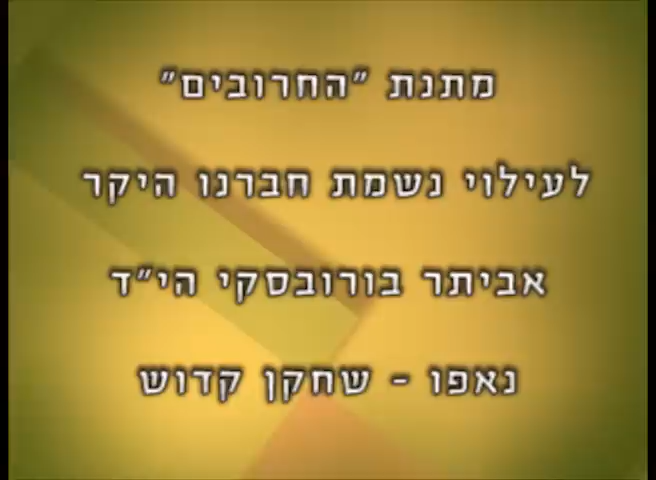 מתנת "החרובים"
לעילוי נשמת חברנו היקר
אביתר בורובסקי הי"ד
נאפו - שחקן קדוש